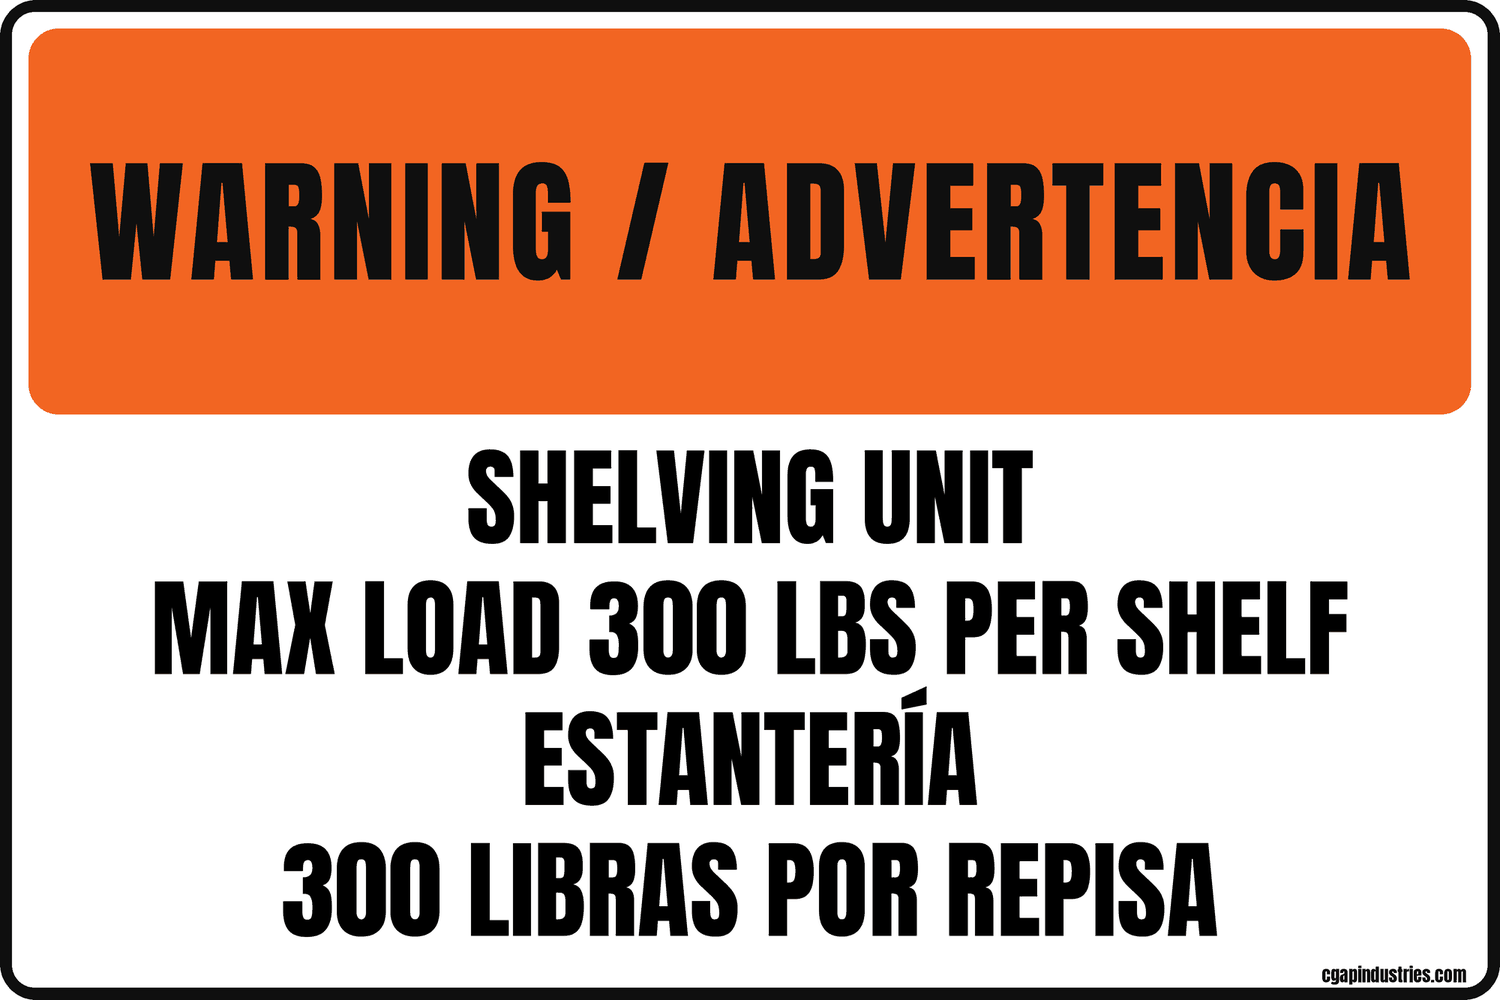 WARNING / ADVERTENCIA
SHELVING UNIT
MAX LOAD 300 LBS PER SHELF
ESTANTERÍA
300 LIBRAS POR REPISA
cgapindustries.com